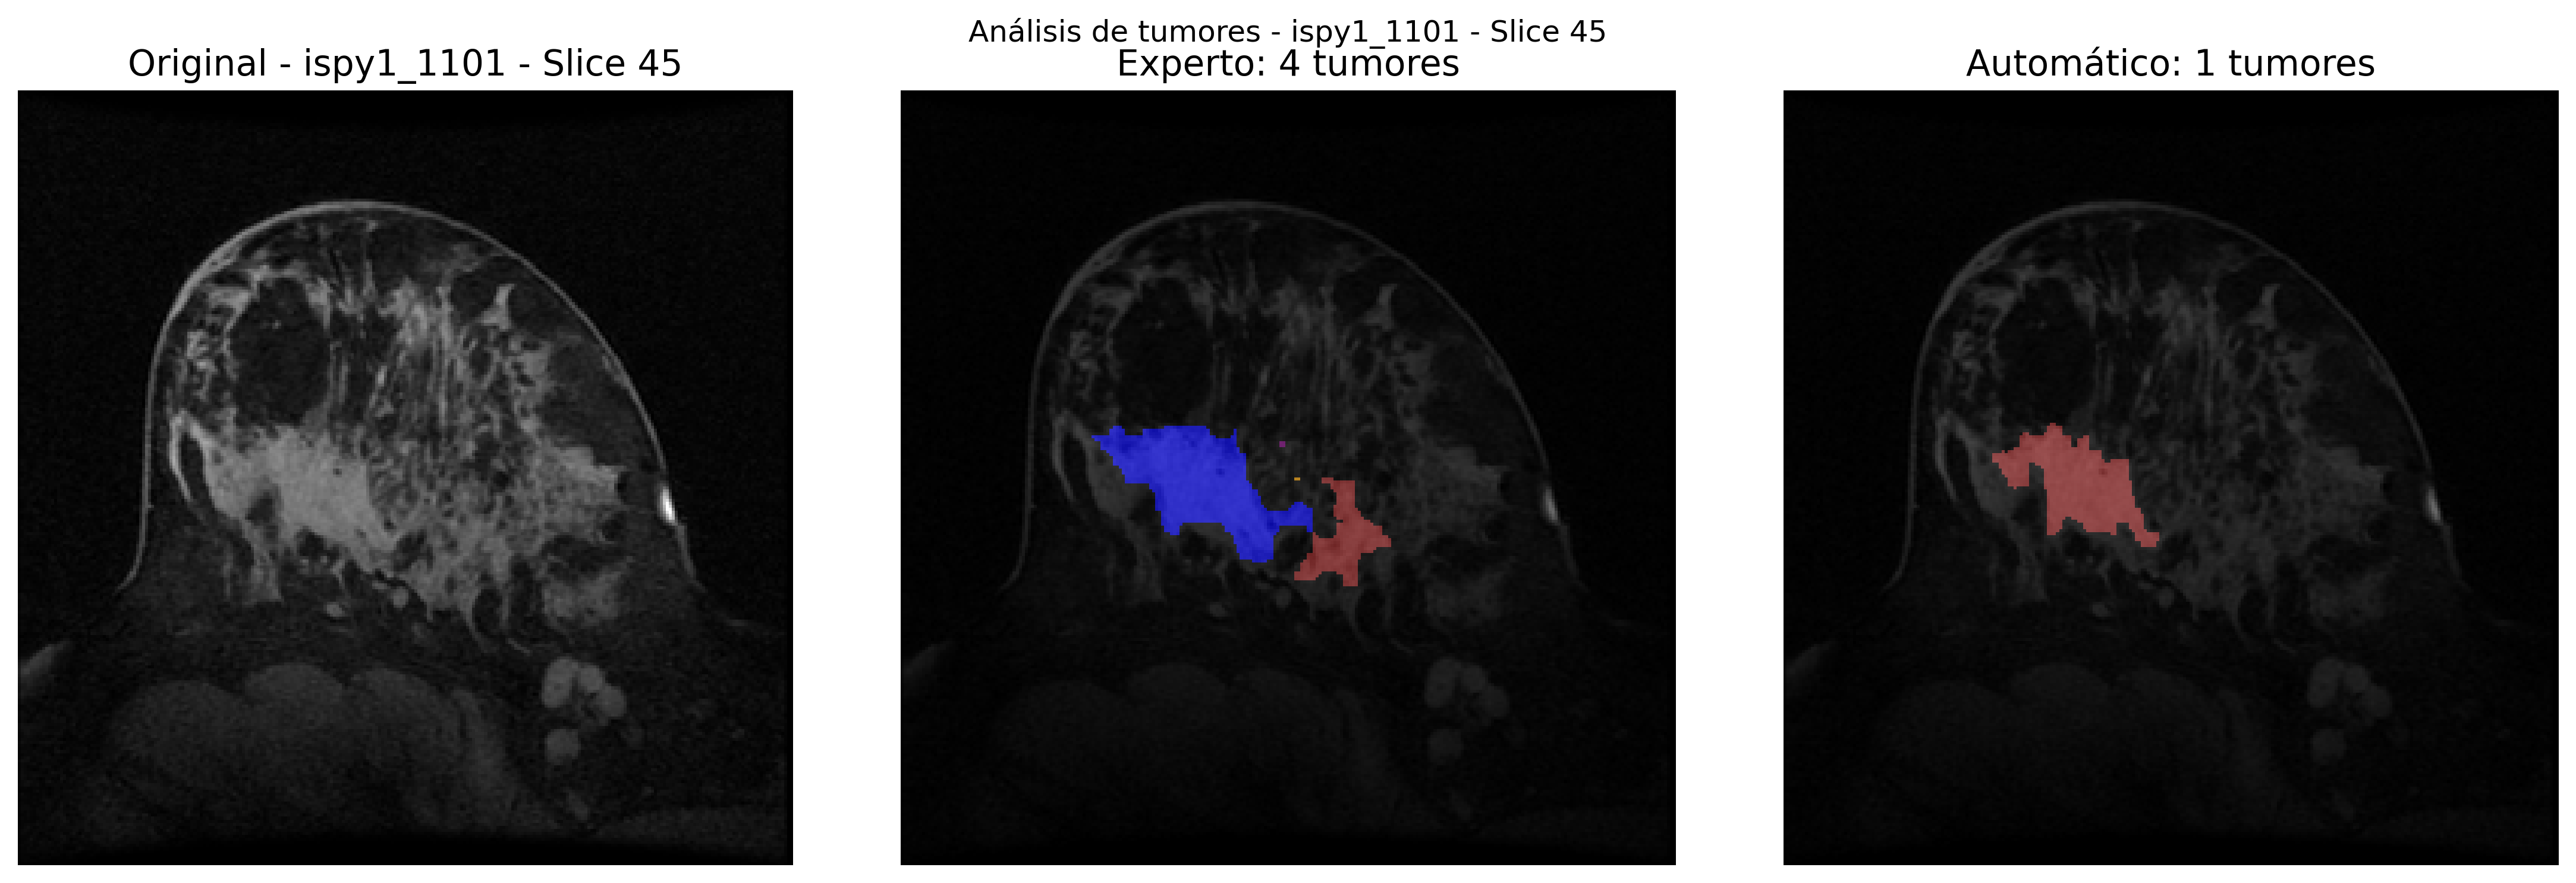 Análisis de tumores - ispy1_1101 - Slice 45
Original - ispy1_1101 - Slice 45
Experto: 4 tumores
Automático: 1 tumores